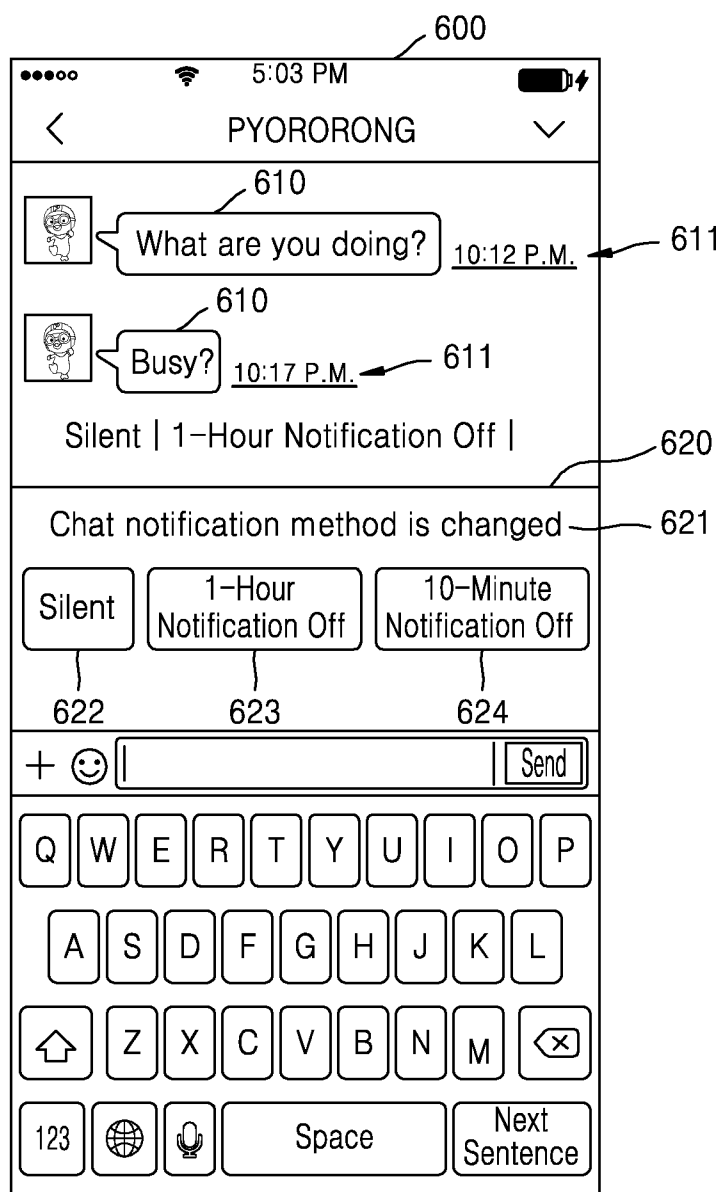 600
5:03 PM
PYORORONG
610
What are you doing?
10:12 P.M.
611
610
Busy?
10:17 P.M.
611
Silent | 1-Hour Notification Off |
620
Chat notification method is changed
621
Silent
1-Hour
Notification Off
10-Minute
Notification Off
622 623 624
Send
Q W E R T Y U I O P
A S D F G H J K L
Z X C V B N M
123
Space
Next
Sentence